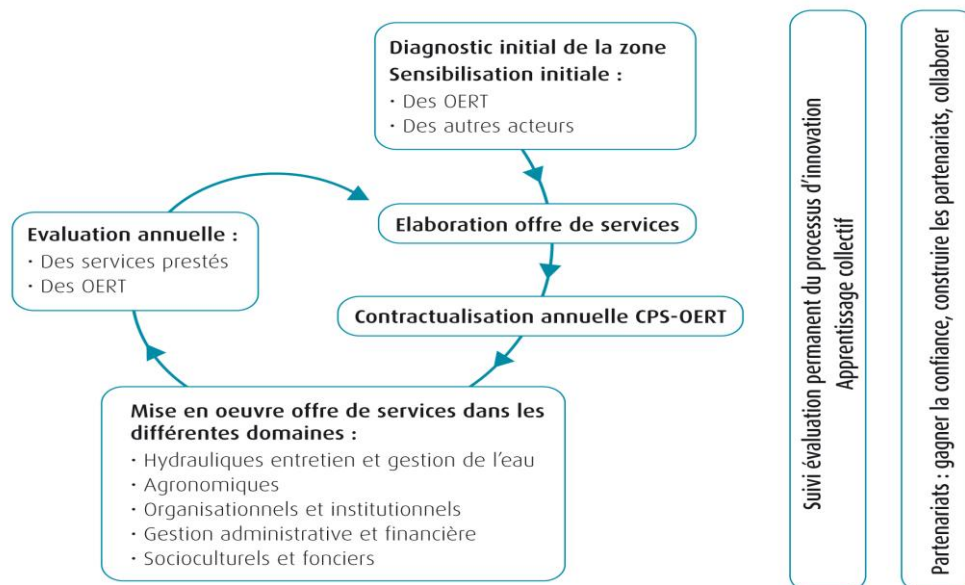 Diagnostic initial de la zone
Sensibilisation initiale :
· Des OERT
· Des autres acteurs
Elaboration offre de services
Contractualisation annuelle CPS-OERT
Mise en oeuvre offre de services dans les
différentes domaines :
· Hydrauliques entretien et gestion de l'eau
· Agronomiques
· Organisationnels et institutionnels
· Gestion administrative et financière
· Socioculturels et fonciers
Evaluation annuelle :
· Des services prestés
· Des OERT
Suivi évaluation permanent du processus d'innovation
Apprentissage collectif
Partenariats : gagner la confiance, construire les partenariats, collaborer